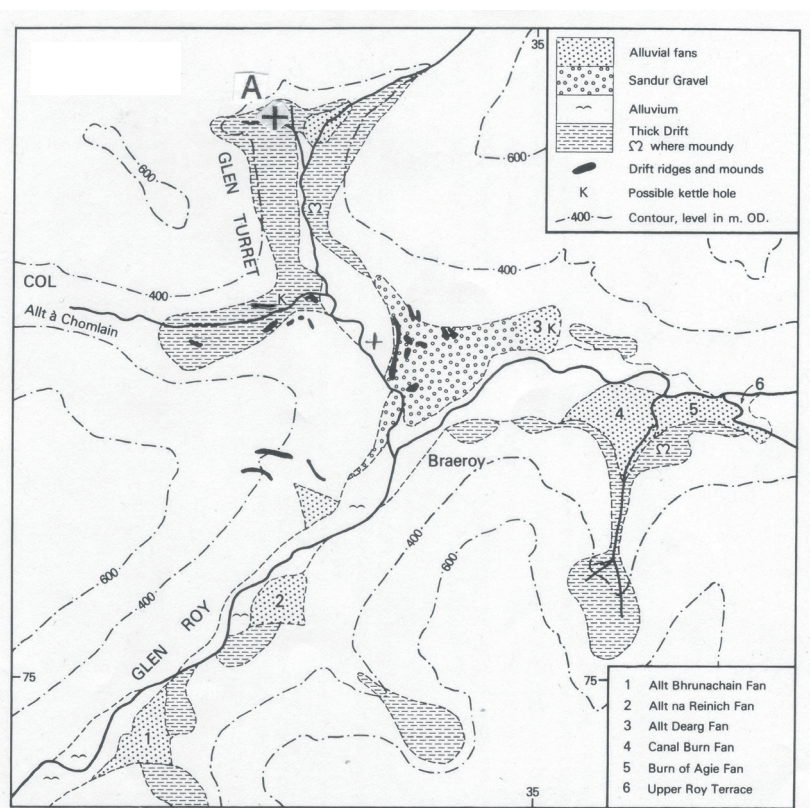 35
A
Alluvial fans
Sandur Gravel
Alluvium
Thick Drift
where moundy
Drift ridges and mounds
K Possible kettle hole
400 Contour, level in m. OD.
600
600
GLEN TURRET
COL
400
400
K
Allt à Chomlain
3 K
6
4
5
Braeroy
400
600
600
400
2
GLEN ROY
75
75
1
35
1 Allt Bhrunachain Fan
2 Allt na Reinich Fan
3 Allt Dearg Fan
4 Canal Burn Fan
5 Burn of Agie Fan
6 Upper Roy Terrace